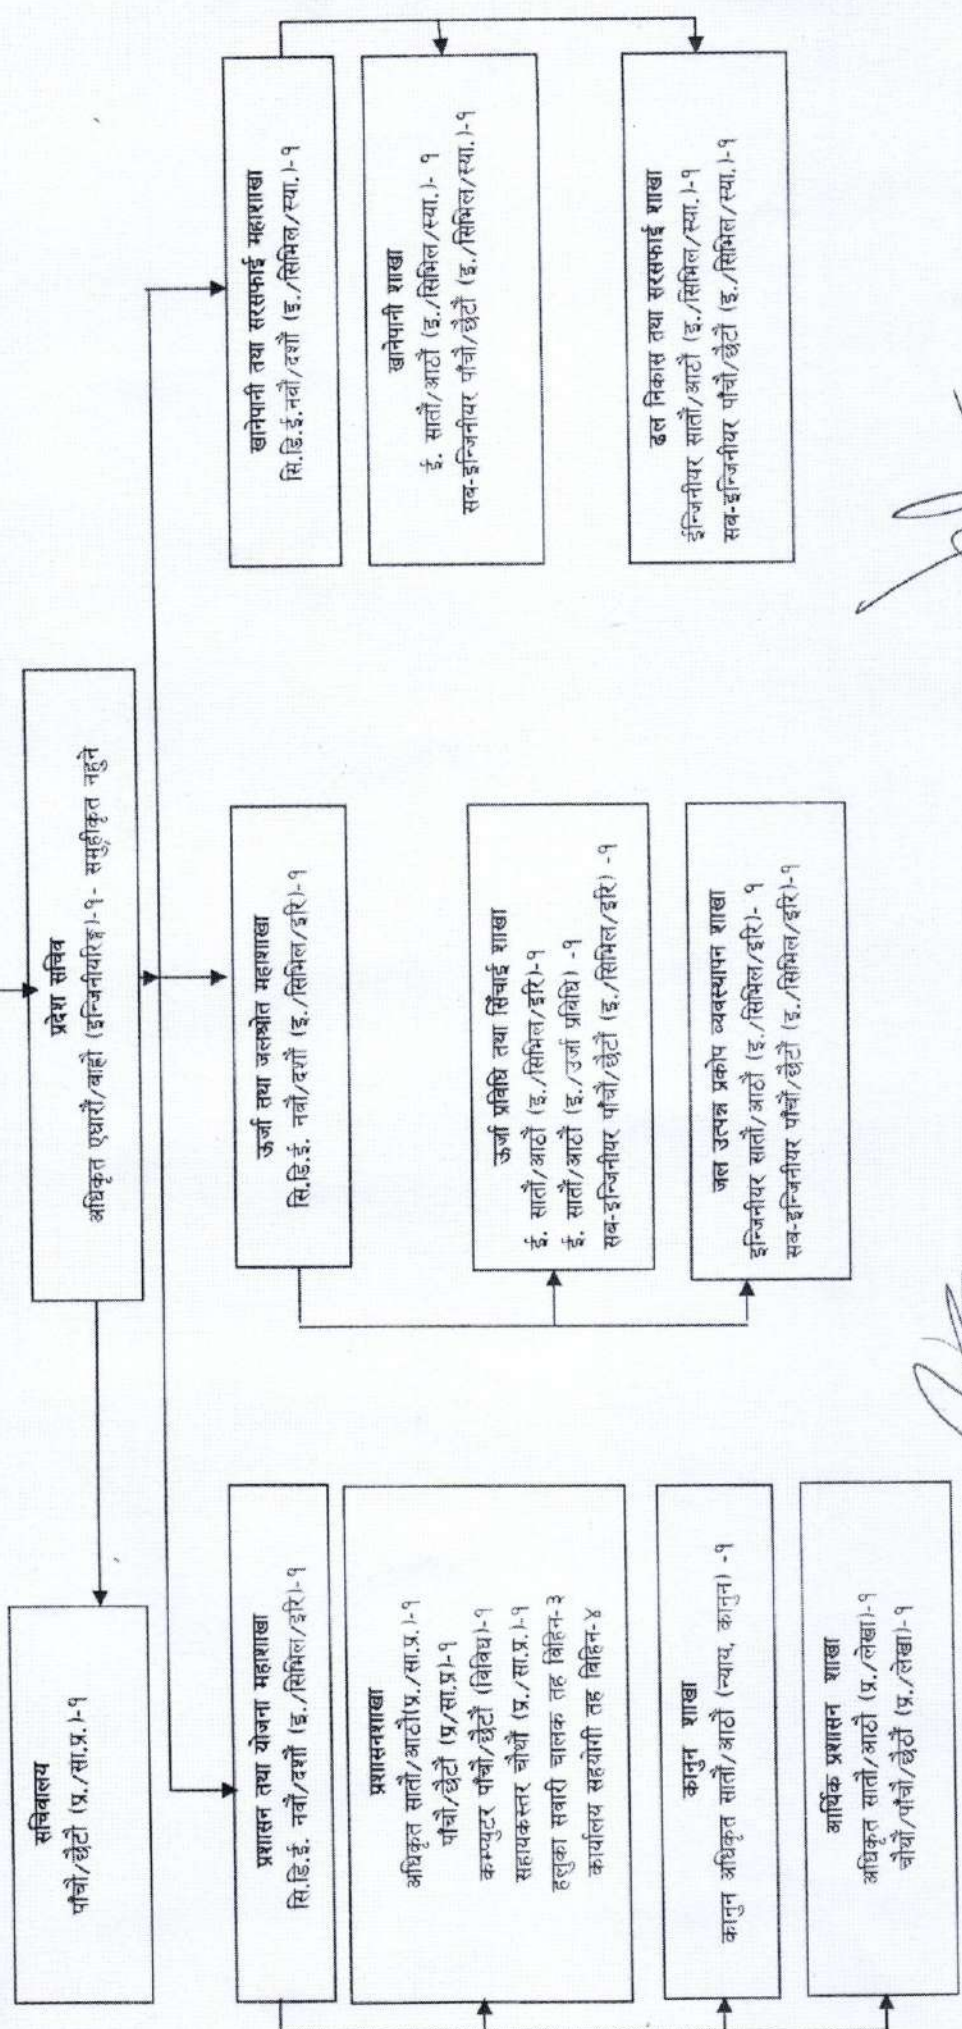 प्रदेश सचिव
अधिकृत एघारौं/बाह्रौं (इन्जिनीयरिङ्ग)-१- समुहीकृत नहुने
सचिवालय
पाँचौ/छैटौ (प्र./सा.प्र.)-१
प्रशासन तथा योजना महाशाखा
सि.डि.ई. नवौं/दशौं (इ./सिभिल/इरि)-१
प्रशासनशाखा
अधिकृत सातौं/आठौ(प्र./सा.प्र.)-१
पाँचौ/छैटौ (प्र/सा.प्र)-१
कम्प्युटर पाँचौ/छैटौं (विविध)-१
सहायकस्तर चौथौं (प्र./सा.प्र.)-१
हलुका सवारी चालक तह विहिन-३
कार्यालय सहयोगी तह विहिन-४
कानुन शाखा
कानुन अधिकृत सातौं/आठौ (न्याय, कानुन) -१
आर्थिक प्रशासन शाखा
अधिकृत सातौ/आठौ (प्र./लेखा)-१
चौथौं/पाँचौ/छैठौं (प्र./लेखा)-१
ऊर्जा तथा जलश्रोत महाशाखा
सि.डि.ई. नवौं/दशौं (इ./सिभिल/इरि)-१
ऊर्जा प्रविधि तथा सिंचाई शाखा
ई. सातौं/आठौं (इ./सिभिल/इरि)-१
ई. सातौं/आठौं (इ./उर्जा प्रविधि) -१
सब-इन्जिनीयर पाँचौ/छैटौं (इ./सिभिल/इरि) -१
जल उत्पन्न प्रकोप व्यवस्थापन शाखा
इन्जिनीयर सातौं/आठौं (इ./सिभिल/इरि)- १
सब-इन्जिनीयर पाँचौ/छैटौं (इ./सिभिल/इरि)-१
खानेपानी तथा सरसफाई महाशाखा
सि.डि.ई.नवौं/दशौं (इ./सिभिल/स्या.)-१
खानेपानी शाखा
ई. सातौं/आठौं (इ./सिभिल/स्या.)- १
सब-इन्जिनीयर पाँचौ/छैटौं (इ./सिभिल/स्या.)-१
ढल निकास तथा सरसफाई शाखा
ईन्जिनीयर सातौं/आठौं (इ./सिभिल/स्या.)-१
सब-इन्जिनीयर पाँचौ/छैटौं (इ./सिभिल/स्या.)-१